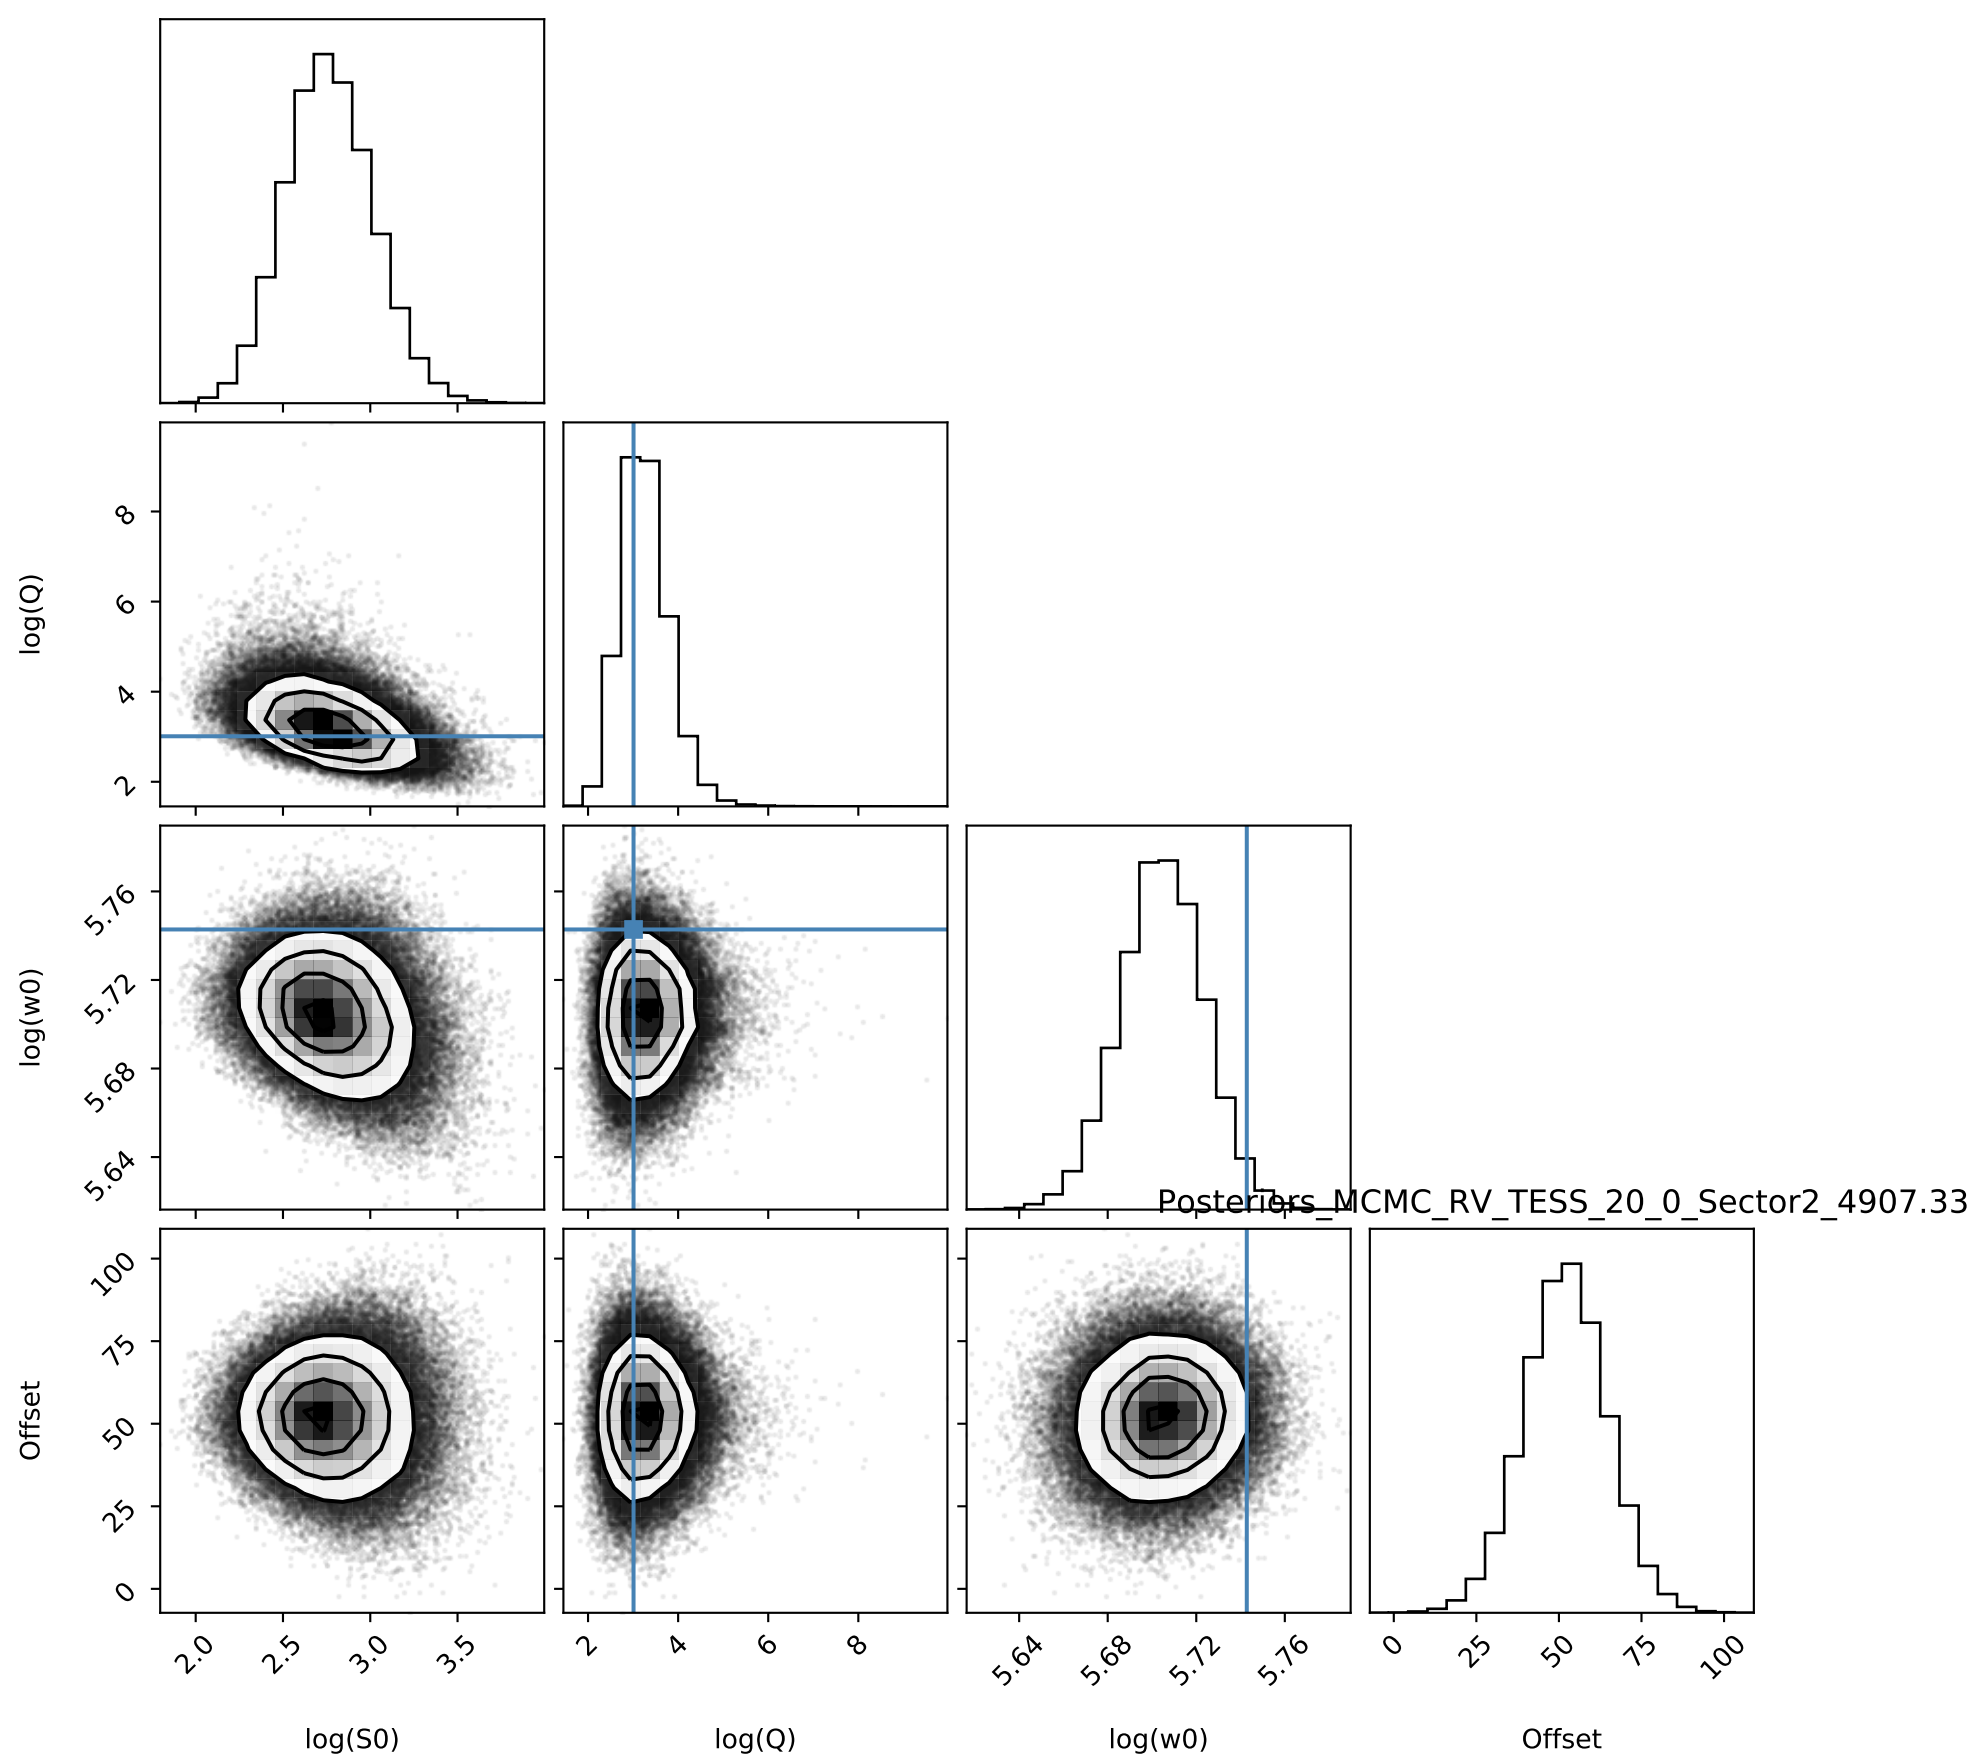 8
6
4
2
log(Q)
5.76
5.72
5.68
5.64
log(w0)
Posteriors_MCMC_RV_TESS_20_0_Sector2_4907.33
100
75
50
25
0
Offset
2.0 2.5 3.0 3.5 2 4 6 8 5.64 5.68 5.72 5.76 0 25 50 75 100
log(S0) log(Q) log(w0) Offset